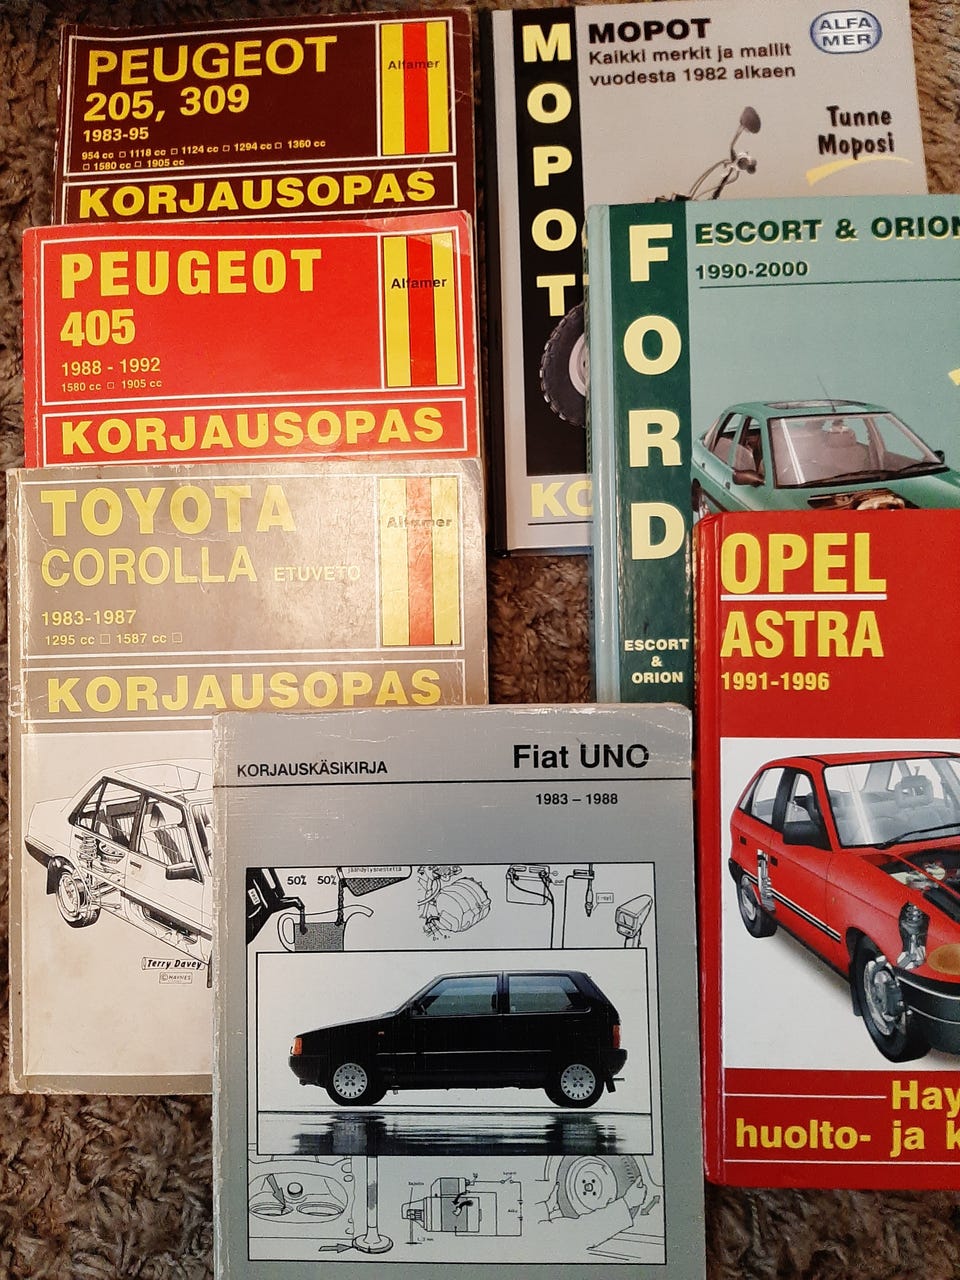 PEUGEOT
205, 309
1983-95
954 cc □ 1118 cc □ 1124 cc □ 1294 cc □ 1360 cc
□ 1580 cc □ 1905 cc
Alfamer
KORJAUSOPAS
PEUGEOT
405
1988 - 1992
1580 cc □ 1905 cc
Alfamer
KORJAUSOPAS
TOYOTA
COROLLA ETUVETO
1983-1987
1295 cc □ 1587 cc □
Alfamer
KORJAUSOPAS
Terry Davey
© HAYNES
MOPOT
MOPOT
Kaikki merkit ja mallit
vuodesta 1982 alkaen
ALFA
MER
Tunne
Moposi
KO
FORD
ESCORT & ORION
1990-2000
ESCORT
&
ORION
OPEL
ASTRA
1991-1996
Hay
huolto- ja k
KORJAUSKÄSIKIRJA
Fiat UNO
1983 – 1988
jäähdytysnestettä
50% 50%